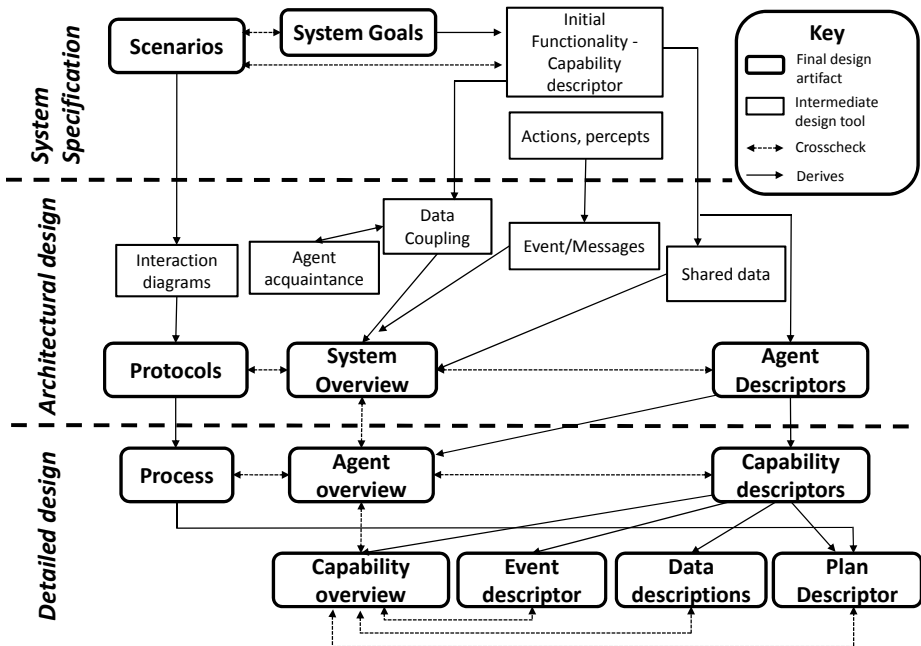 Scenarios
System Goals
Initial
Functionality -
Capability
descriptor
Key
Final design
artifact
Intermediate
design tool
Crosscheck
Derives
System
Specification
Actions, percepts
Architectural design
Data
Coupling
Interaction
diagrams
Agent
acquaintance
Event/Messages
Shared data
Protocols
System
Overview
Agent
Descriptors
Detailed design
Process
Agent
overview
Capability
descriptors
Capability
overview
Event
descriptor
Data
descriptions
Plan
Descriptor